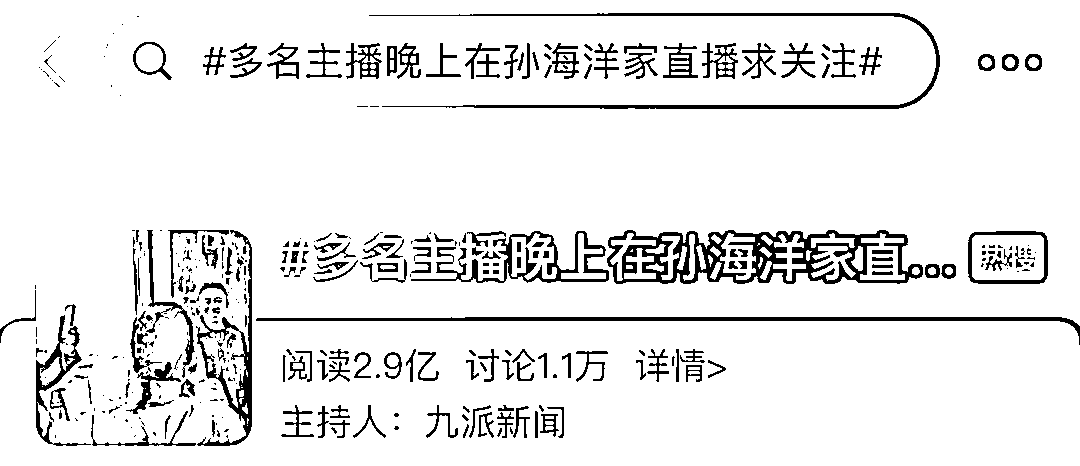 #多名主播晚上在孙海洋家直播求关注#
#多名主播晚上在孙海洋家直... 热搜
阅读2.9亿 讨论1.1万 详情>
主持人：九派新闻